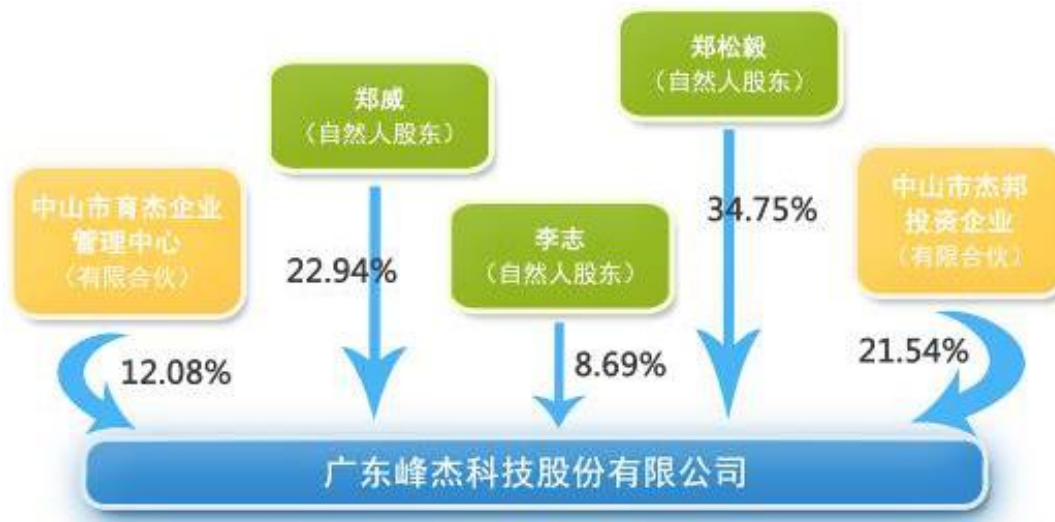 郑松毅
（自然人股东）
郑威
（自然人股东）
中山市育杰企业
管理中心
（有限合伙）
中山市杰邦
投资企业
（有限合伙）
李志
（自然人股东）
34.75%
22.94%
12.08%
8.69%
21.54%
广东峰杰科技股份有限公司